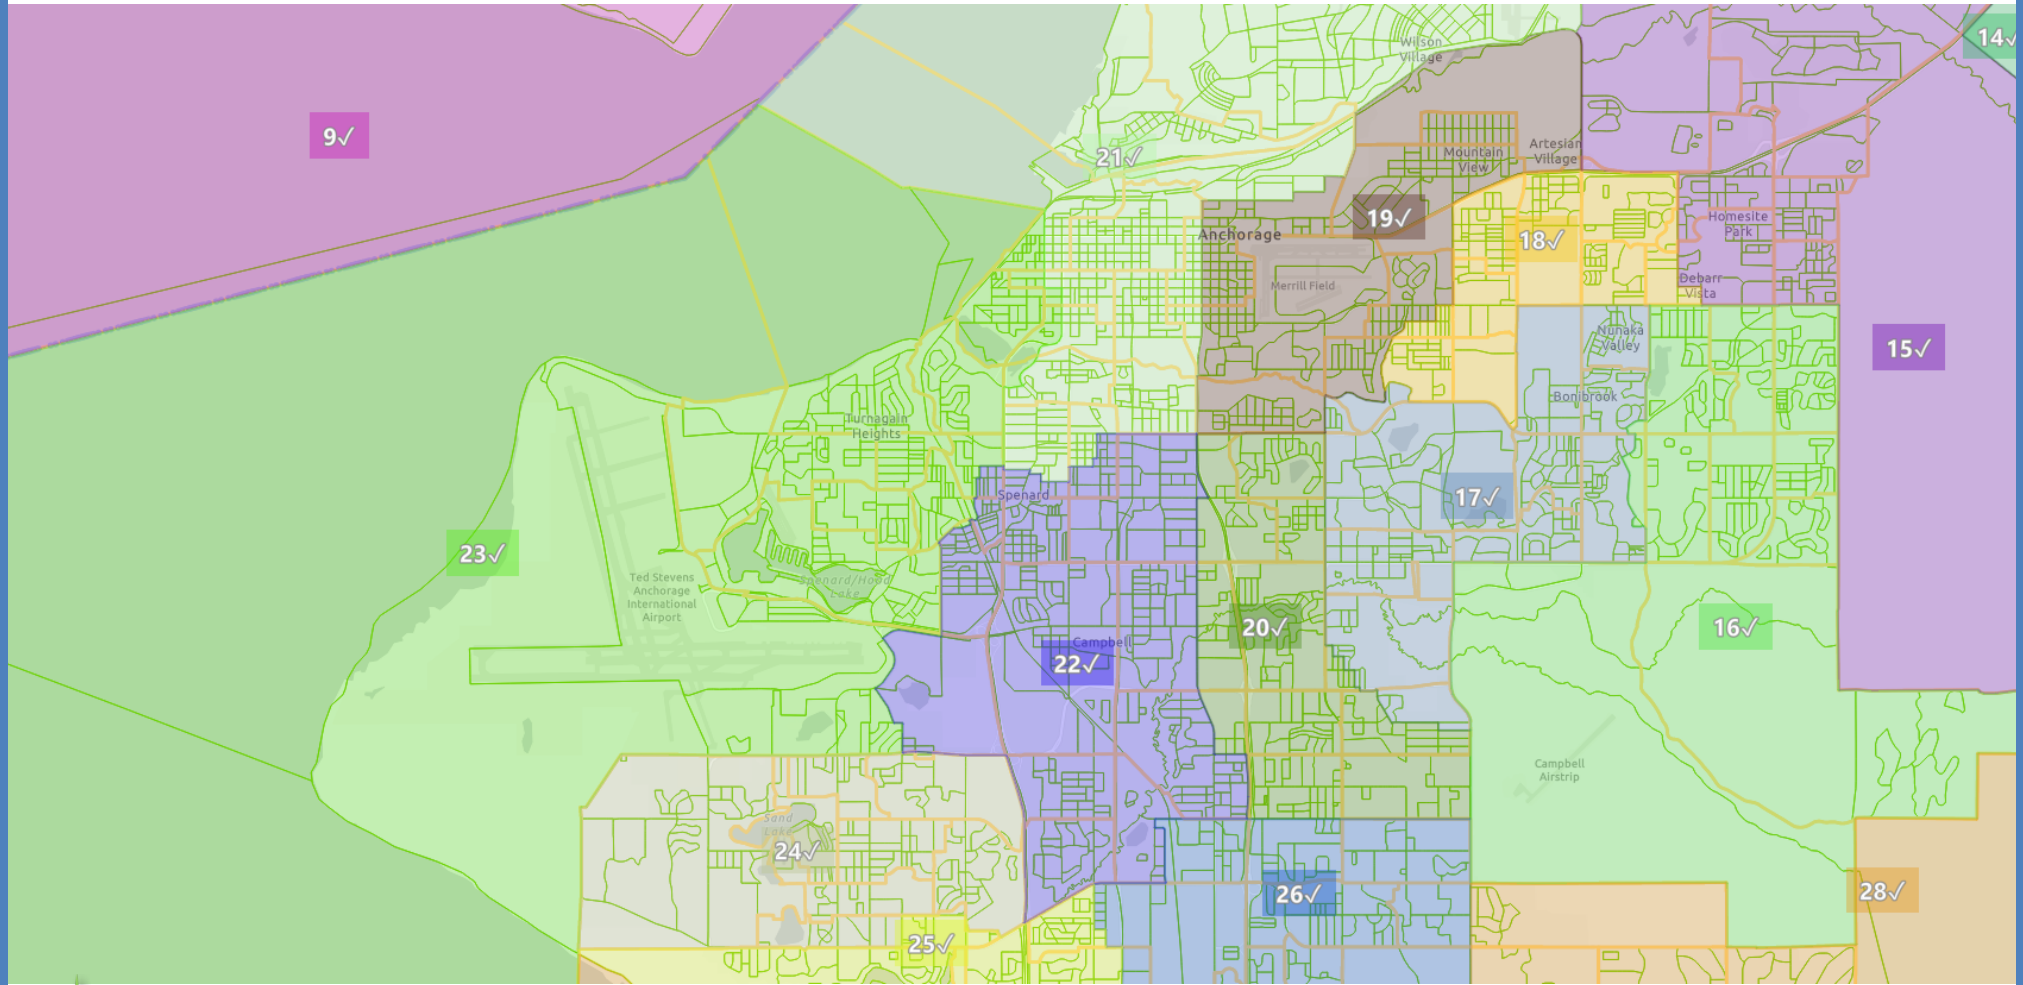 Wilson
Village
14✓
9✓
21✓
Mountain
View
Artesian
Village
19✓
Anchorage
18✓
Homesite
Park
Merrill Field
Debarr
Vista
Nunaka
Valley
15✓
Bonibrook
Turnagain
Heights
Spenard
17✓
23✓
Ted Stevens
Anchorage
International
Airport
Spenard/Hood
Lake
20✓
16✓
Campbell
22✓
Campbell
Airstrip
Sand
Lake
24✓
26✓
28✓
25✓